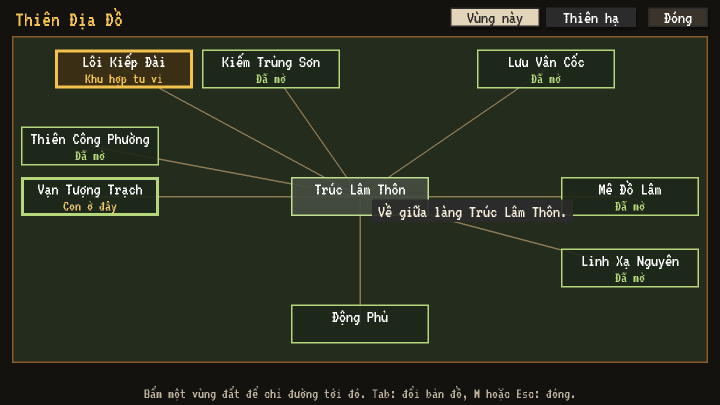 Thiên Địa Đồ
Vùng này
Thiên hạ
Đóng
Lôi Kiếp Đài
Khu hợp tu vi
Kiếm Trủng Sơn
Đã mở
Lưu Vân Cốc
Đã mở
Thiên Công Phường
Đã mở
Vạn Tượng Trạch
Con ở đây
Trúc Lâm Thôn
Mê Đồ Lâm
Đã mở
Về giữa làng Trúc Lâm Thôn.
Linh Xạ Nguyên
Đã mở
Động Phủ
Bấm một vùng đất để chỉ đường tới đó. Tab: đổi bản đồ, M hoặc Esc: đóng.